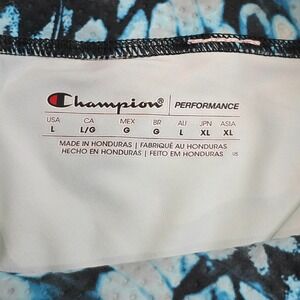 Champion | PERFORMANCE
USA CA MEX BR AU JPN ASIA
L L/G G G L XL XL
MADE IN HONDURAS | FABRIQUÉ AU HONDURAS
HECHO EN HONDURAS | FEITO EM HONDURAS